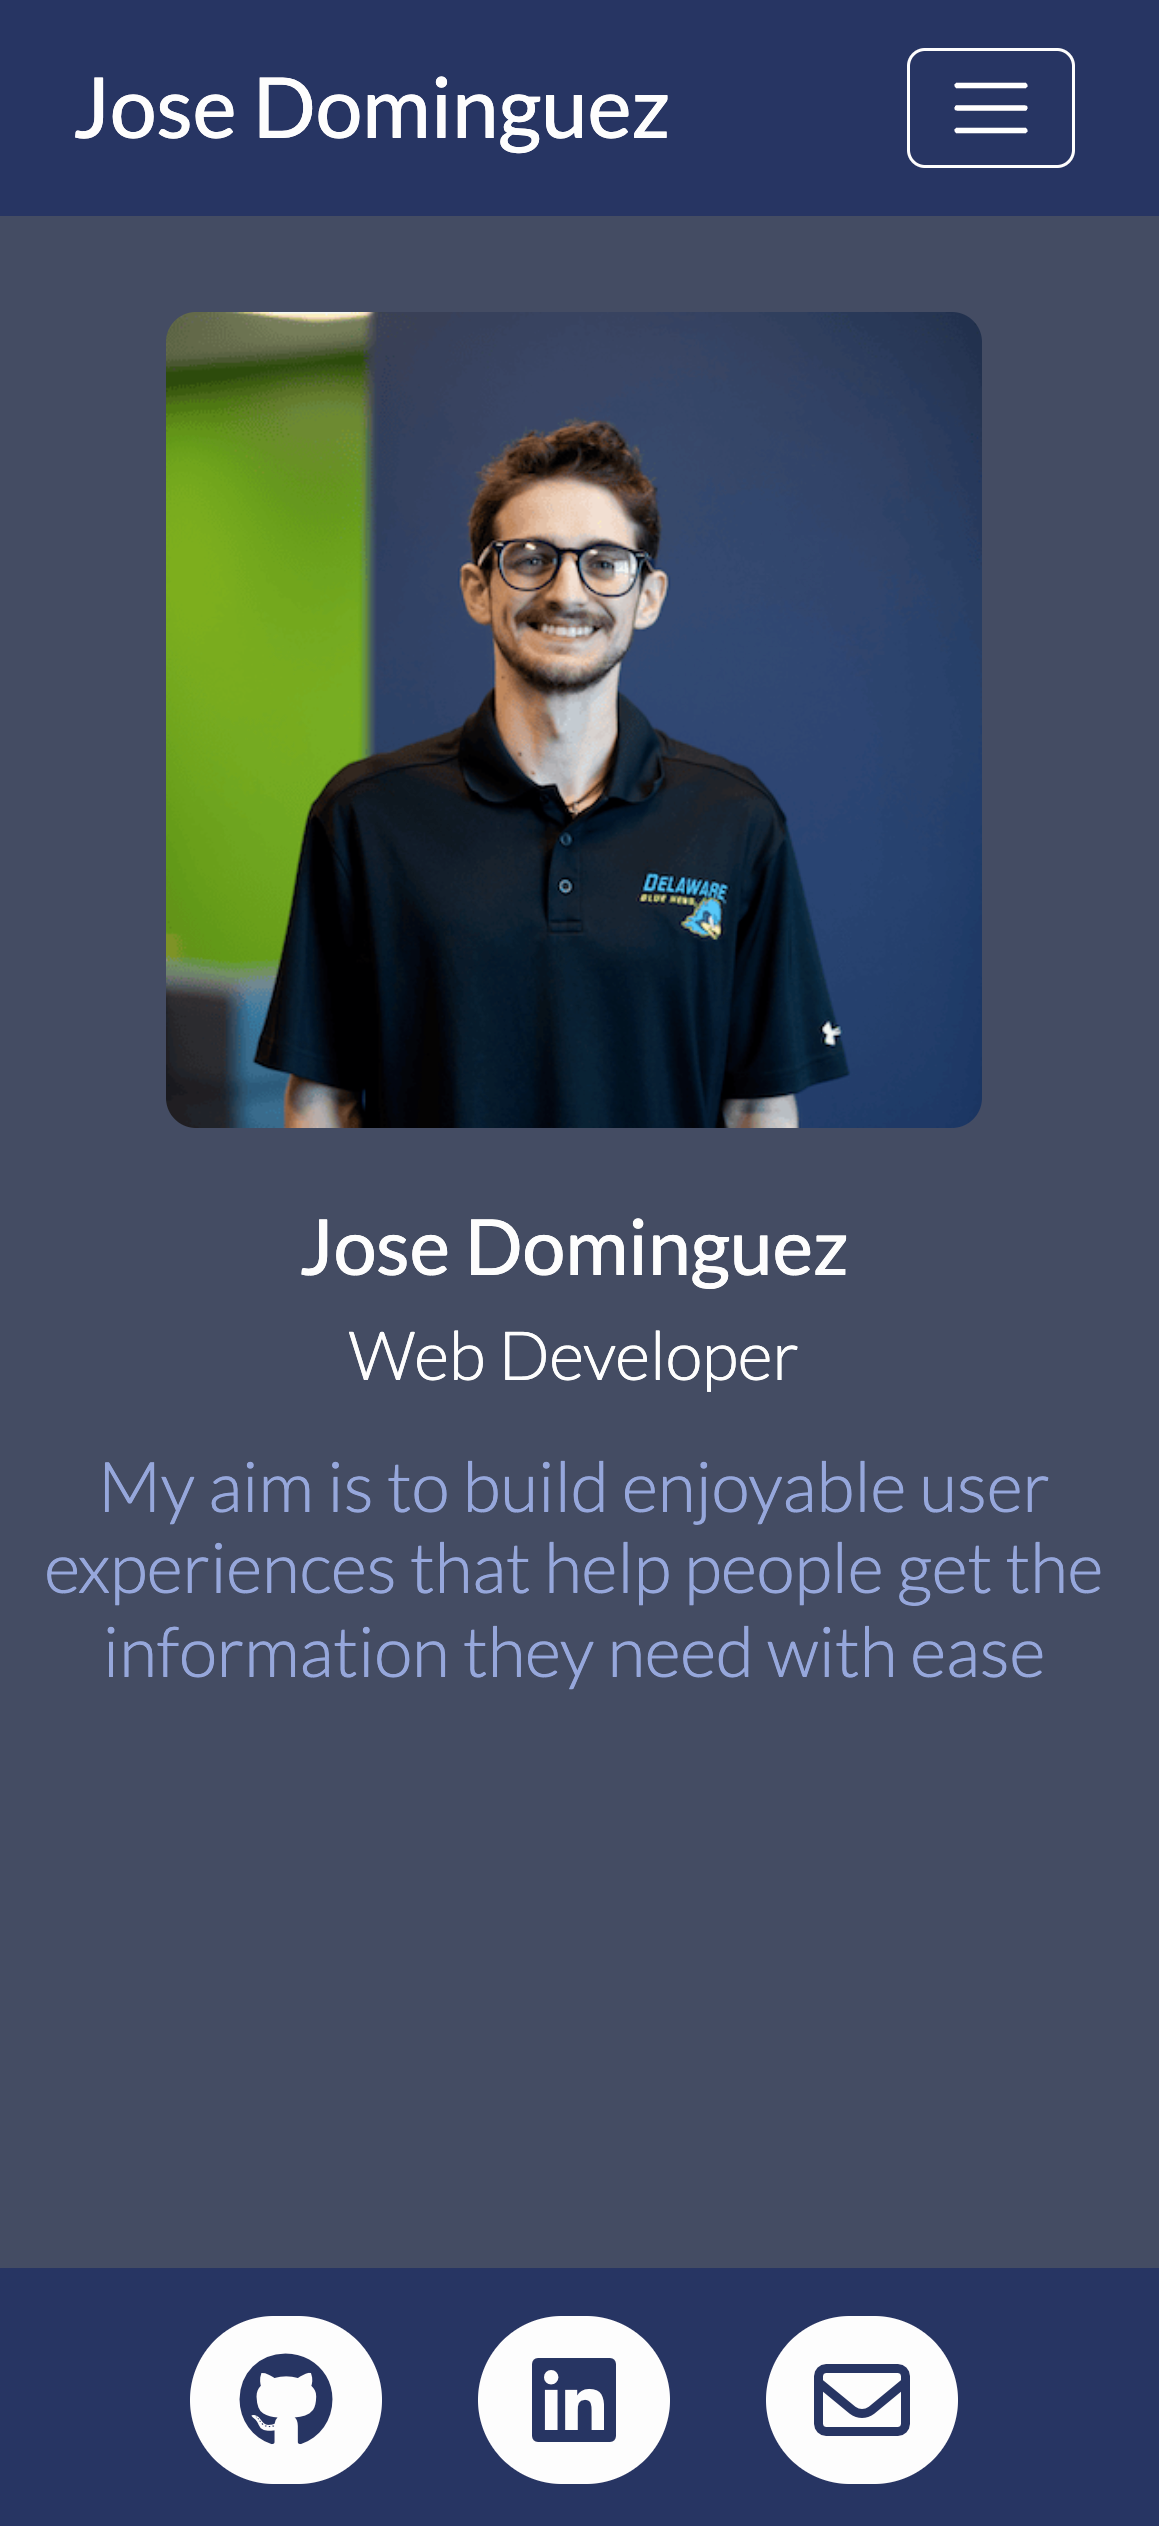 Jose Dominguez
DELAWARE
BLUE HENS
Jose Dominguez
Web Developer
My aim is to build enjoyable user
experiences that help people get the
information they need with ease
in